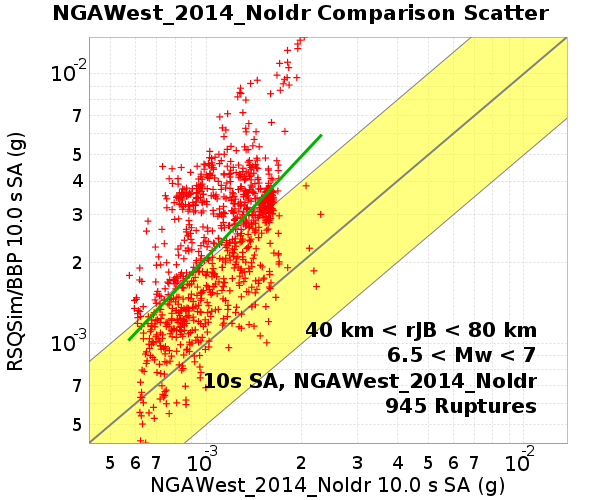 NGAWest_2014_NoIdr Comparison Scatter
RSQSim/BBP 10.0 s SA (g)
10-2
7
5
4
3
2
10-3
7
5
40 km < rJB < 80 km
6.5 < Mw < 7
10s SA, NGAWest_2014_NoIdr
945 Ruptures
5 6 7 10-3 2 3 4 5 6 7 10-2
NGAWest_2014_NoIdr 10.0 s SA (g)